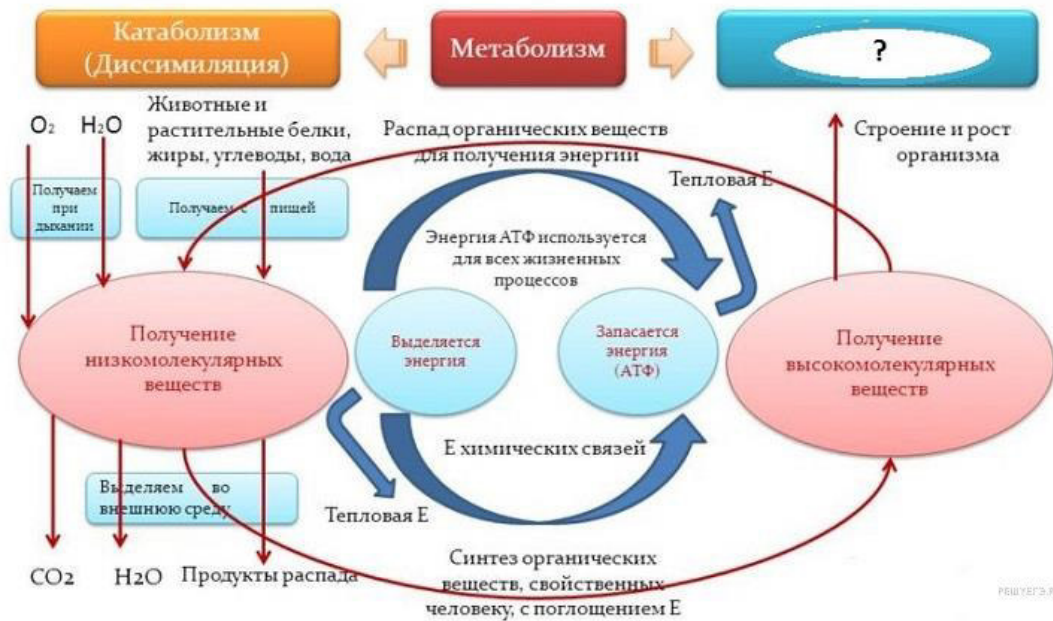 Катаболизм
(Диссимиляция)
Метаболизм
?
O₂
H₂O
Животные и
растительные белки,
жиры, углеводы, вода
Распад органических веществ
для получения энергии
Строение и рост
организма
Тепловая Е
Получаем
при
дыхании
Получаем с пищей
Энергия АТФ используется
для всех жизненных
процессов
Получение
низкомолекулярных
веществ
Выделяется
энергия
Запасается
энергия
(АТФ)
Получение
высокомолекулярных
веществ
Е химических связей
Выделяем во
внешнюю среду
Тепловая Е
CO2
H2O
Продукты распада
Синтез органических
веществ, свойственных
человеку, с поглощением Е